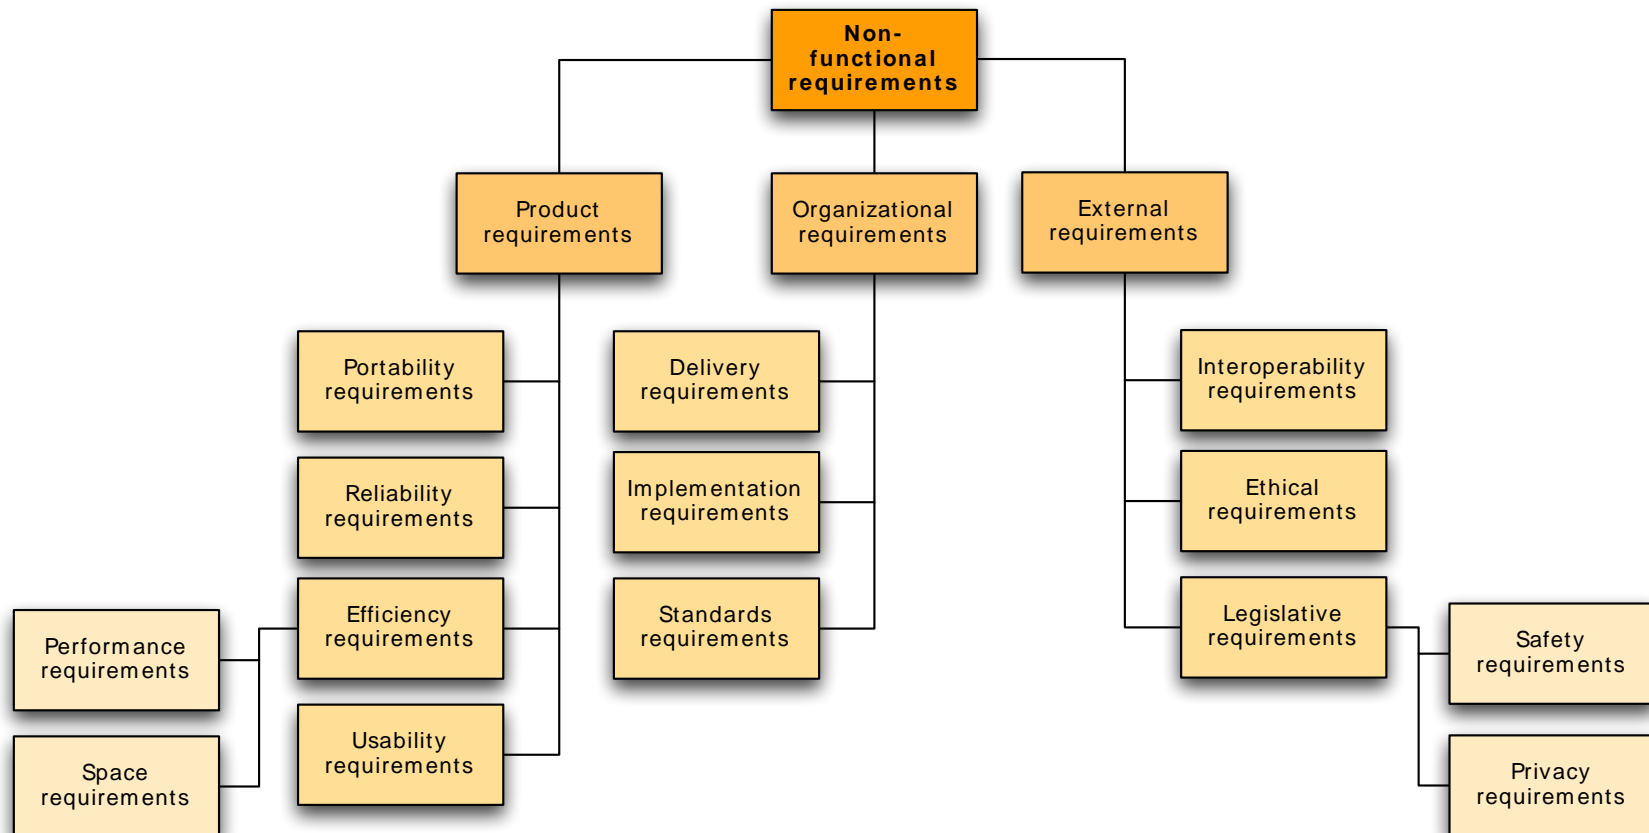 Non-
functional
requirements
Product
requirements
Organizational
requirements
External
requirements
Portability
requirements
Delivery
requirements
Interoperability
requirements
Reliability
requirements
Implementation
requirements
Ethical
requirements
Efficiency
requirements
Standards
requirements
Legislative
requirements
Performance
requirements
Safety
requirements
Usability
requirements
Space
requirements
Privacy
requirements